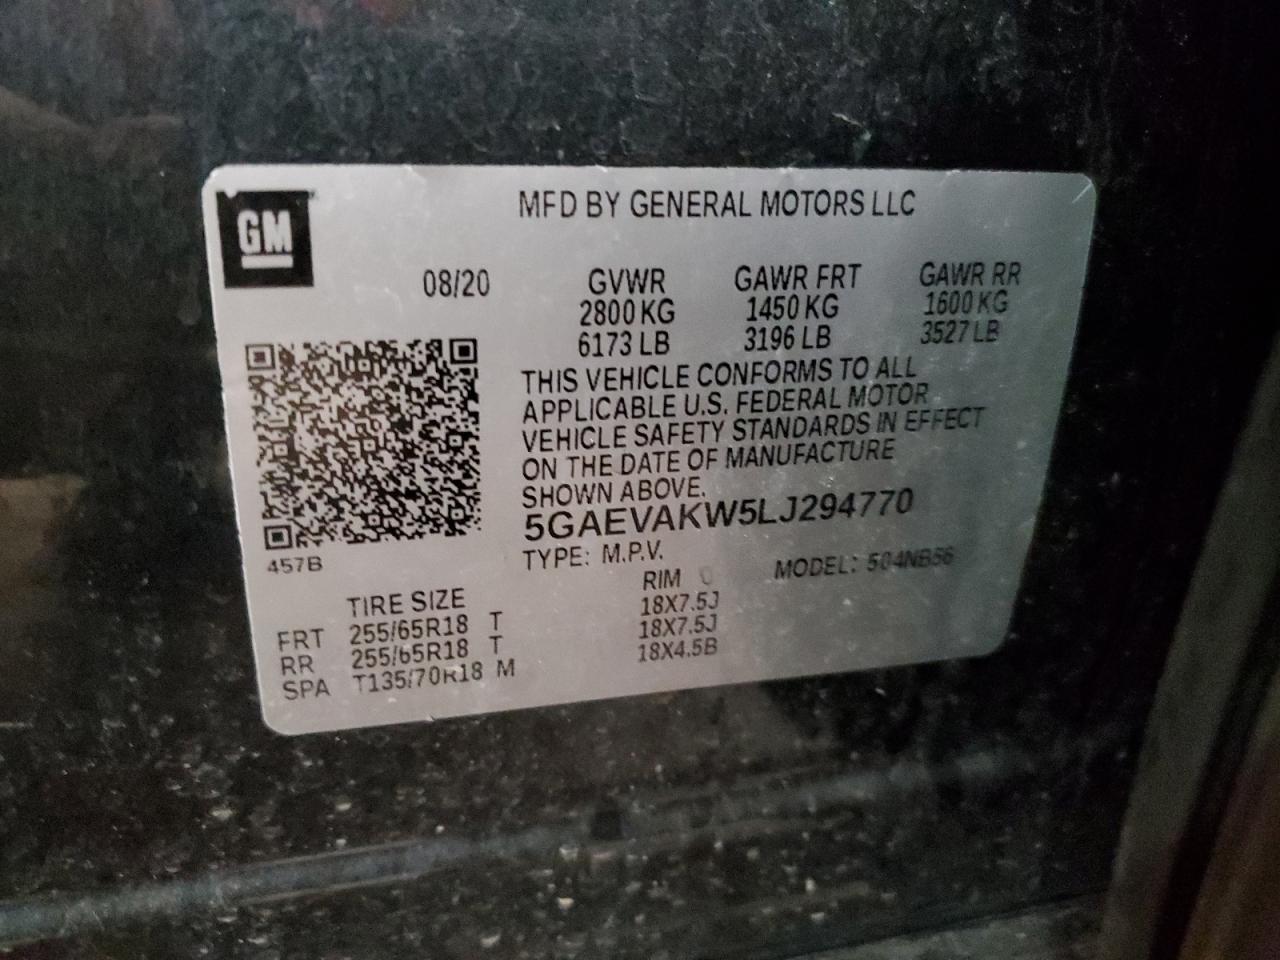 GM
MFD BY GENERAL MOTORS LLC
08/20 GVWR GAWR FRT GAWR RR
2800 KG 1450 KG 1600 KG
6173 LB 3196 LB 3527 LB
THIS VEHICLE CONFORMS TO ALL
APPLICABLE U.S. FEDERAL MOTOR
VEHICLE SAFETY STANDARDS IN EFFECT
ON THE DATE OF MANUFACTURE
SHOWN ABOVE.
5GAEVAKW5LJ294770
457B
TYPE: M.P.V. MODEL:
TIRE SIZE RIM
FRT 255/65R18 T 18X7.5J
RR 255/65R18 T 18X7.5J
SPA T135/70R18 M 18X4.5B